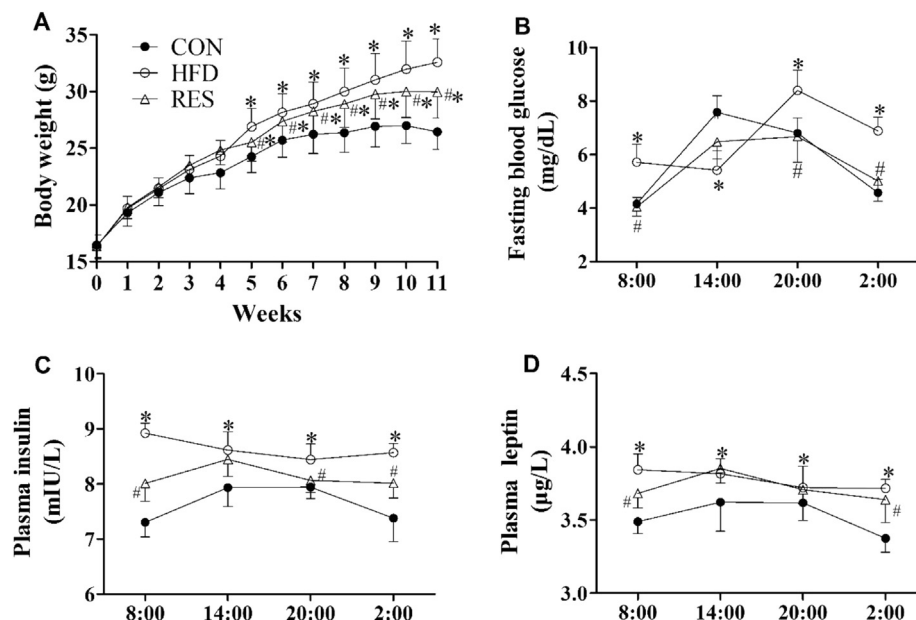 A
CON
HFD
RES
Body weight (g)
35
30
25
20
15
* * * * * * *
#* #* #* #* #* #* #*
0 1 2 3 4 5 6 7 8 9 10 11
Weeks
B
Fasting blood glucose
(mg/dL)
10
8
6
4
2
* * * *
# # #
8:00 14:00 20:00 2:00
C
Plasma insulin
(mIU/L)
10
9
8
7
6
* * * *
# # #
8:00 14:00 20:00 2:00
D
Plasma leptin
(μg/L)
4.5
4.0
3.5
3.0
* * * *
# #
8:00 14:00 20:00 2:00